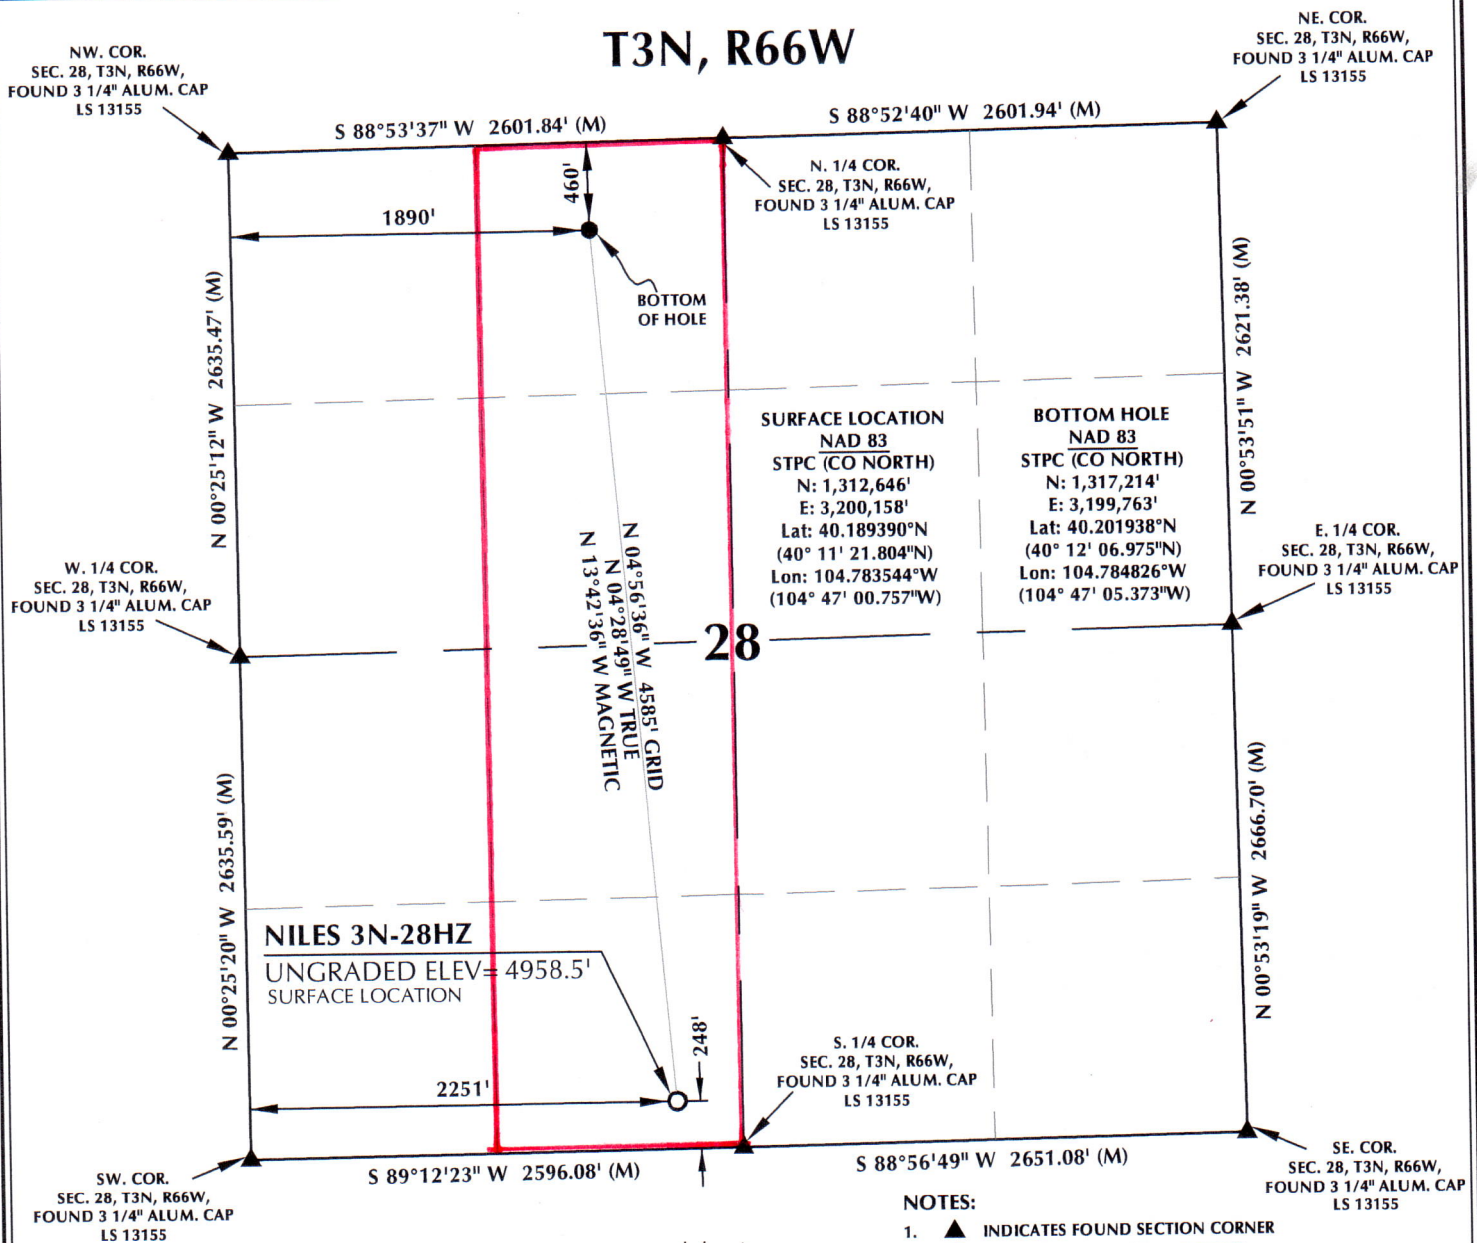 T3N, R66W
NW. COR.
SEC. 28, T3N, R66W,
FOUND 3 1/4" ALUM. CAP
LS 13155
NE. COR.
SEC. 28, T3N, R66W,
FOUND 3 1/4" ALUM. CAP
LS 13155
S 88°53'37" W 2601.84' (M)
S 88°52'40" W 2601.94' (M)
N. 1/4 COR.
SEC. 28, T3N, R66W,
FOUND 3 1/4" ALUM. CAP
LS 13155
460'
1890'
BOTTOM
OF HOLE
N 00°25'12" W 2635.47' (M)
N 00°53'51" W 2621.38' (M)
SURFACE LOCATION
NAD 83
STPC (CO NORTH)
N: 1,312,646'
E: 3,200,158'
Lat: 40.189390°N
(40° 11' 21.804"N)
Lon: 104.783544°W
(104° 47' 00.757"W)
BOTTOM HOLE
NAD 83
STPC (CO NORTH)
N: 1,317,214'
E: 3,199,763'
Lat: 40.201938°N
(40° 12' 06.975"N)
Lon: 104.784826°W
(104° 47' 05.373"W)
W. 1/4 COR.
SEC. 28, T3N, R66W,
FOUND 3 1/4" ALUM. CAP
LS 13155
E. 1/4 COR.
SEC. 28, T3N, R66W,
FOUND 3 1/4" ALUM. CAP
LS 13155
N 04°56'36" W 4585' GRID
N 04°28'49" W TRUE
N 13°42'36" W MAGNETIC
28
N 00°25'20" W 2635.59' (M)
N 00°53'19" W 2666.70' (M)
NILES 3N-28HZ
UNGRADED ELEV= 4958.5'
SURFACE LOCATION
248'
2251'
S. 1/4 COR.
SEC. 28, T3N, R66W,
FOUND 3 1/4" ALUM. CAP
LS 13155
SW. COR.
SEC. 28, T3N, R66W,
FOUND 3 1/4" ALUM. CAP
LS 13155
S 89°12'23" W 2596.08' (M)
S 88°56'49" W 2651.08' (M)
SE. COR.
SEC. 28, T3N, R66W,
FOUND 3 1/4" ALUM. CAP
LS 13155
NOTES:
1. ▲ INDICATES FOUND SECTION CORNER